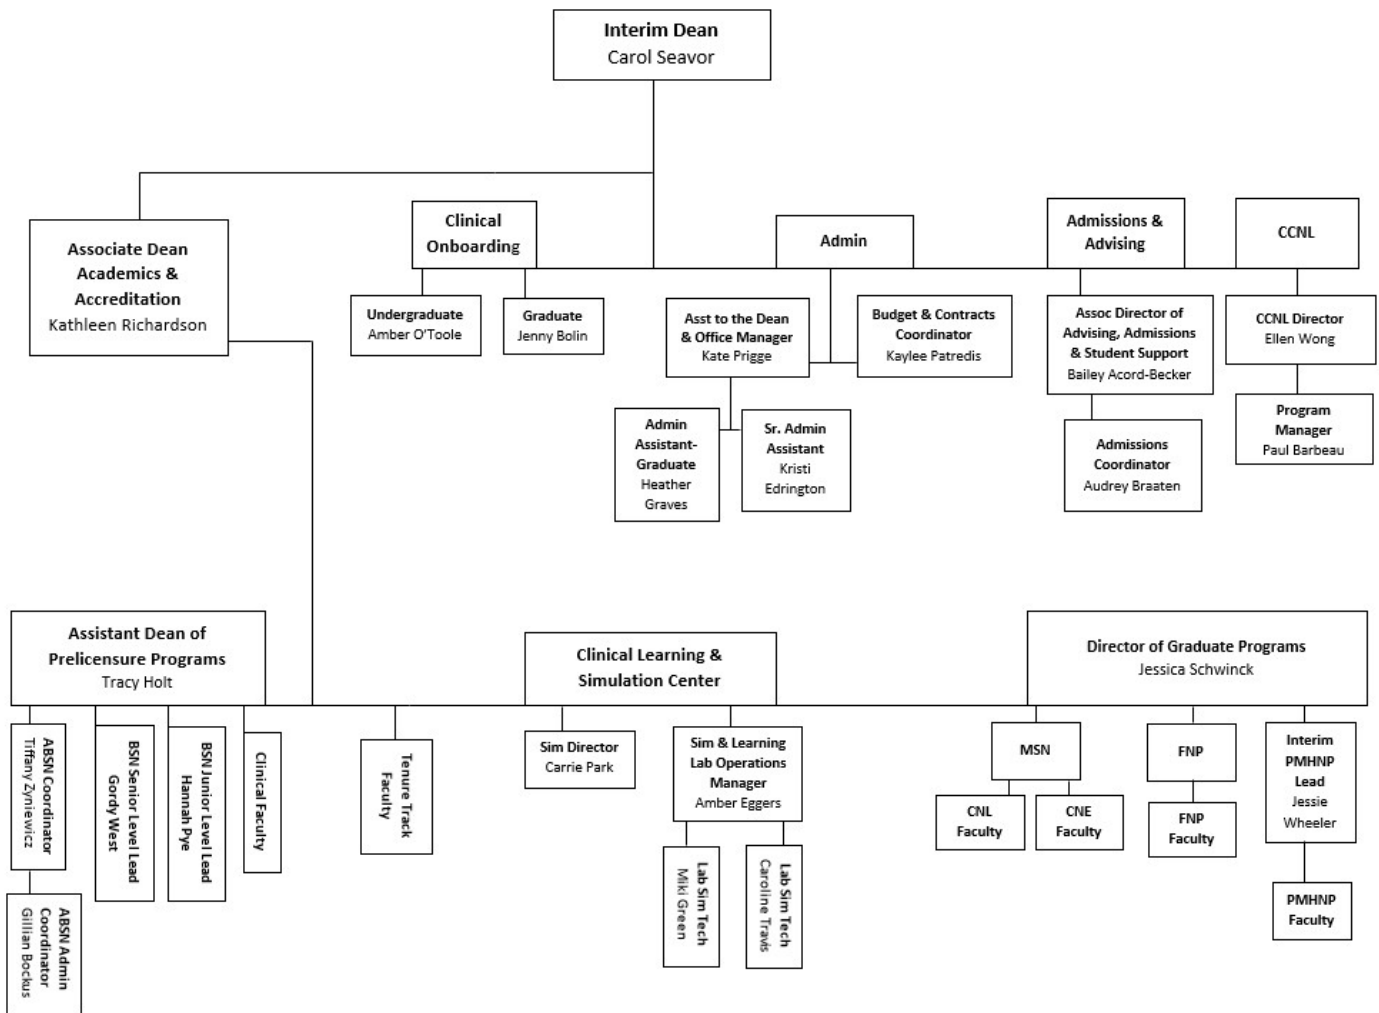 Interim Dean
Carol Seavor
Associate Dean
Academics &
Accreditation
Kathleen Richardson
Clinical
Onboarding
Undergraduate
Amber O'Toole
Graduate
Jenny Bolin
Admin
Asst to the Dean
& Office Manager
Kate Prigge
Budget & Contracts
Coordinator
Kaylee Patredis
Admin
Assistant-
Graduate
Heather
Graves
Sr. Admin
Assistant
Kristi
Edrington
Admissions &
Advising
Assoc Director of
Advising, Admissions
& Student Support
Bailey Acord-Becker
Admissions
Coordinator
Audrey Braaten
CCNL
CCNL Director
Ellen Wong
Program
Manager
Paul Barbeau
Assistant Dean of
Prelicensure Programs
Tracy Holt
ABSN Coordinator
Tiffany Zyniewicz
ABSN Admin
Coordinator
Gillian Bockus
BSN Senior Level Lead
Gordy West
BSN Junior Level Lead
Hannah Pye
Clinical Faculty
Tenure Track
Faculty
Clinical Learning &
Simulation Center
Sim Director
Carrie Park
Sim & Learning
Lab Operations
Manager
Amber Eggers
Lab Sim Tech
Miki Green
Lab Sim Tech
Caroline Travis
Director of Graduate Programs
Jessica Schwinck
MSN
CNL
Faculty
CNE
Faculty
FNP
FNP
Faculty
Interim
PMHNP
Lead
Jessie
Wheeler
PMHNP
Faculty